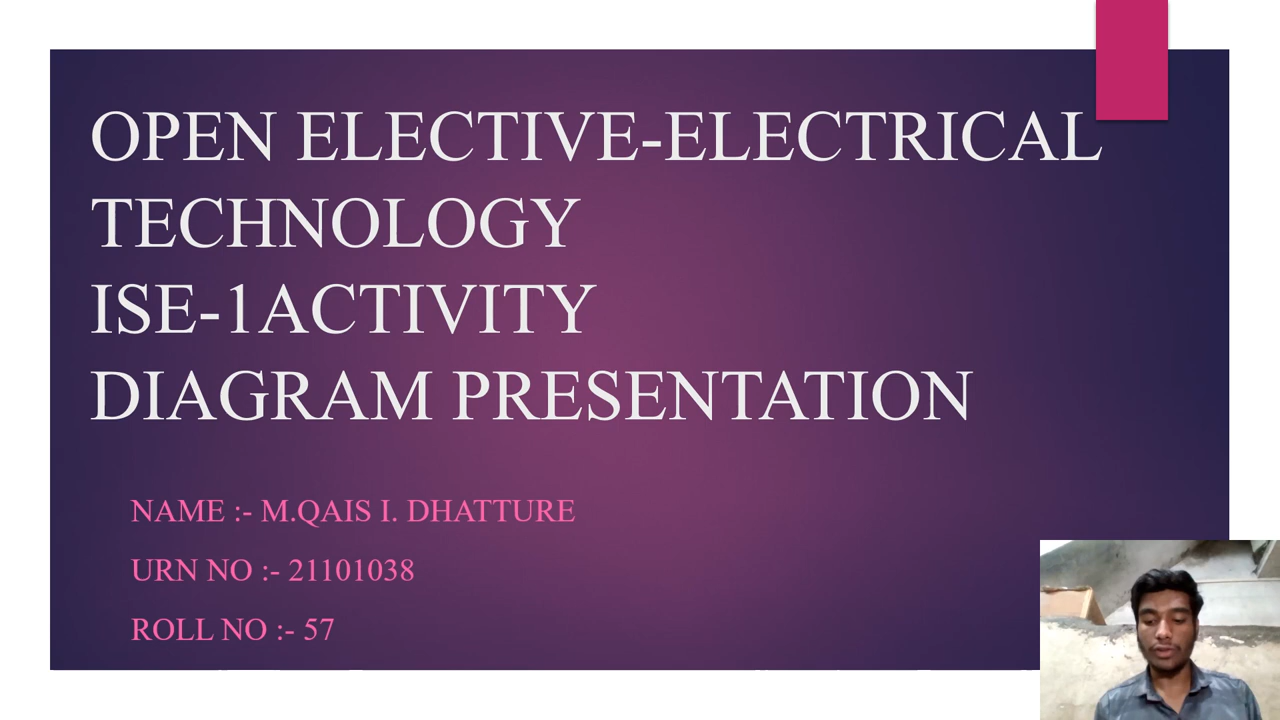 OPEN ELECTIVE-ELECTRICAL
TECHNOLOGY
ISE-1ACTIVITY
DIAGRAM PRESENTATION
NAME :- M.QAIS I. DHATTURE
URN NO :- 21101038
ROLL NO :- 57